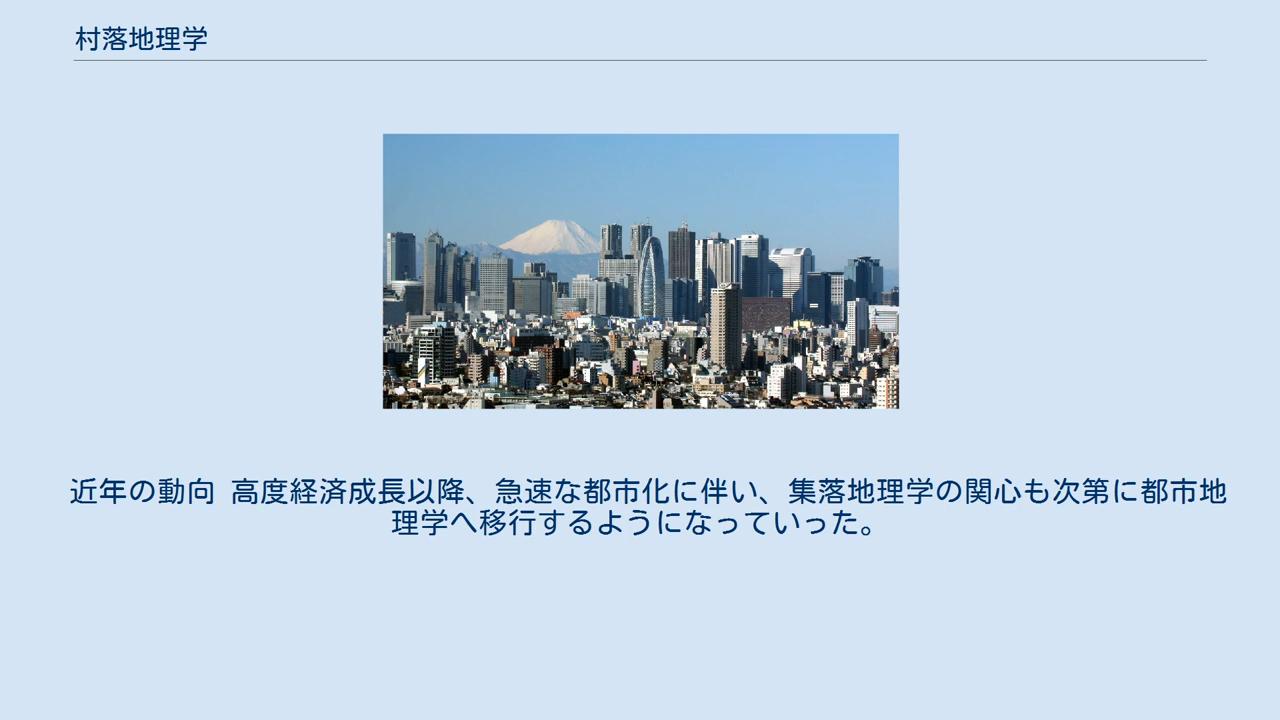 村落地理学
近年の動向 高度経済成長以降、急速な都市化に伴い、集落地理学の関心も次第に都市地
理学へ移行するようになっていった。